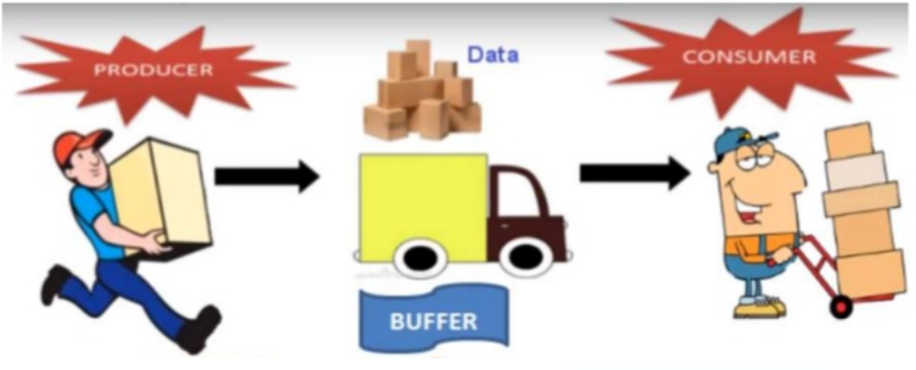 PRODUCER
Data
CONSUMER
BUFFER